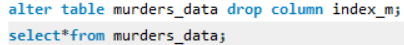 alter table murders_data drop column index_m;
select*from murders_data;